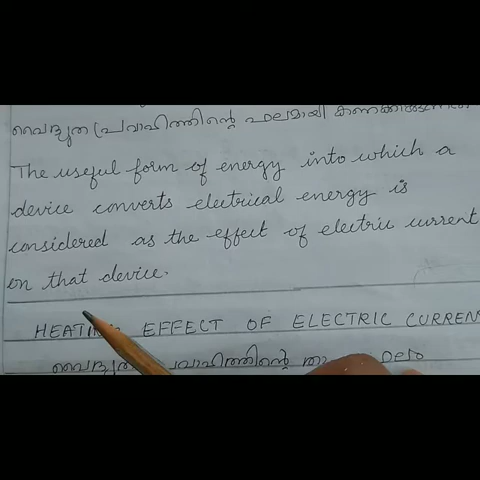 വൈദ്യുത പ്രവാഹത്തിന്റെ ഫലമായി
The useful form of energy into which a
device converts electrical energy is
considered as the effect of electric current
on that device.
EFFECT OF ELECTRIC